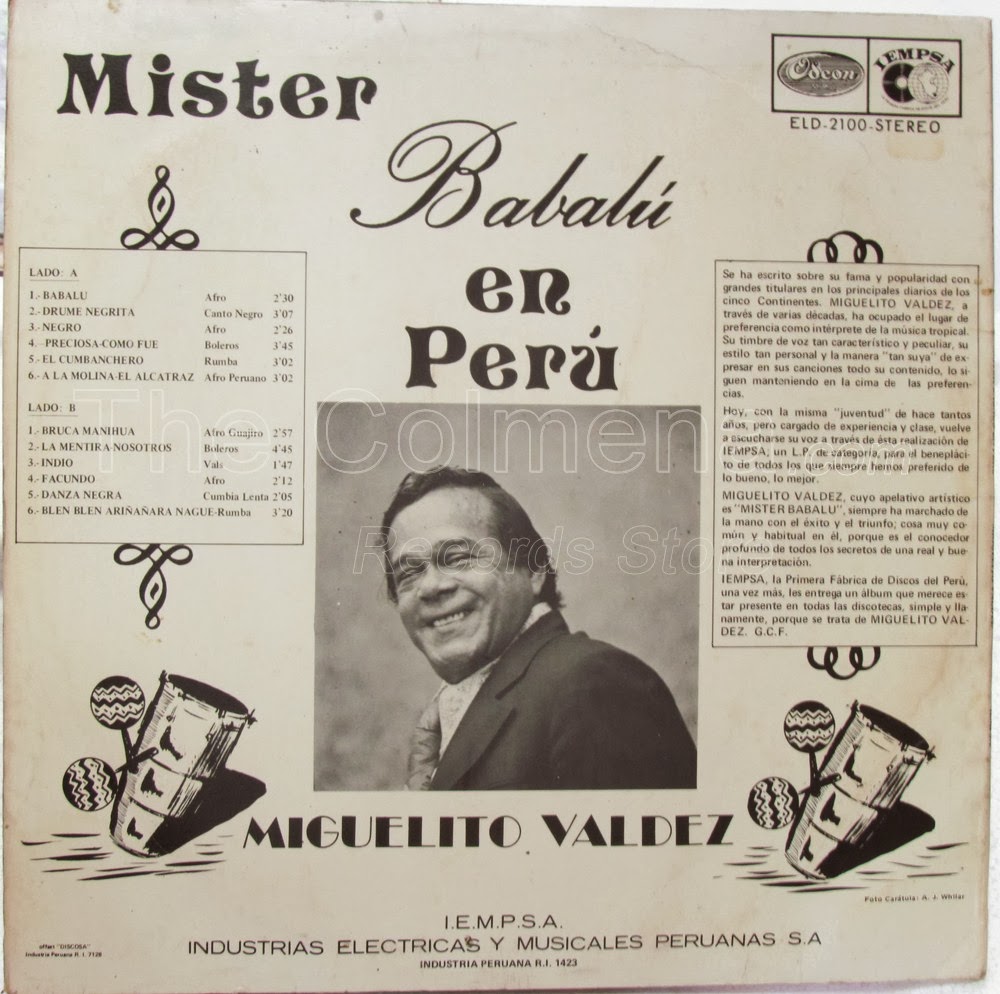 Mister
Babalú
en
Perú
Odeon
IEMPSA
ELD-2100-STEREO
LADO: A
1.-BABALU Afro 2'30
2.-DRUME NEGRITA Canto Negro 3'07
3.-NEGRO Afro 2'26
4.-PRECIOSA-COMO FUE Boleros 3'45
5.-EL CUMBANCHERO Rumba 3'02
6.-A LA MOLINA-EL ALCATRAZ Afro Peruano 3'02
LADO: B
1.-BRUCA MANIHUA Afro Guajiro 2'57
2.-LA MENTIRA-NOSOTROS Boleros 4'45
3.-INDIO Vals 1'47
4.-FACUNDO Afro 2'12
5.-DANZA NEGRA Cumbia Lenta 2'05
6.-BLEN BLEN ARIÑAÑARA NAGUE-Rumba 3'20
Se ha escrito sobre su fama y popularidad con
grandes titulares en los principales diarios de los
cinco Continentes. MIGUELITO VALDEZ, a
través de varias décadas, ha ocupado el lugar de
preferencia como intérprete de la música tropical.
Su timbre de voz tan característico y peculiar, su
estilo tan personal y la manera "tan suya" de ex-
presar en sus canciones todo su contenido, lo si-
guen manteniendo en la cima de las preferen-
cias.
Hoy, con la misma "juventud" de hace tantos
años, pero cargado de experiencia y clase, vuelve
a escucharse su voz a través de ésta realización de
IEMPSA, un L.P. de categoría, para el beneplác-
ito de todos los que siempre hemos preferido de
lo bueno, lo mejor.
MIGUELITO VALDEZ, cuyo apelativo artístico
es "MISTER BABALU", siempre ha marchado de
la mano con el éxito y el triunfo; cosa muy co-
mún y habitual en él, porque es el conocedor
profundo de todos los secretos de una real y bue-
na interpretación.
IEMPSA, la Primera Fábrica de Discos del Perú,
una vez más, les entrega un álbum que merece es-
tar presente en todas las discotecas, simple y lla-
namente, porque se trata de MIGUELITO VAL-
DEZ. G.C.F.
The Colmena
Records Sto
MIGUELITO VALDEZ
Foto Carátula: A. J. Whilar
I.E.M.P.S.A.
INDUSTRIAS ELECTRICAS Y MUSICALES PERUANAS S.A
INDUSTRIA PERUANA R.I. 1423
offset "DISCOSA"
Industria Peruana R. I. 7128